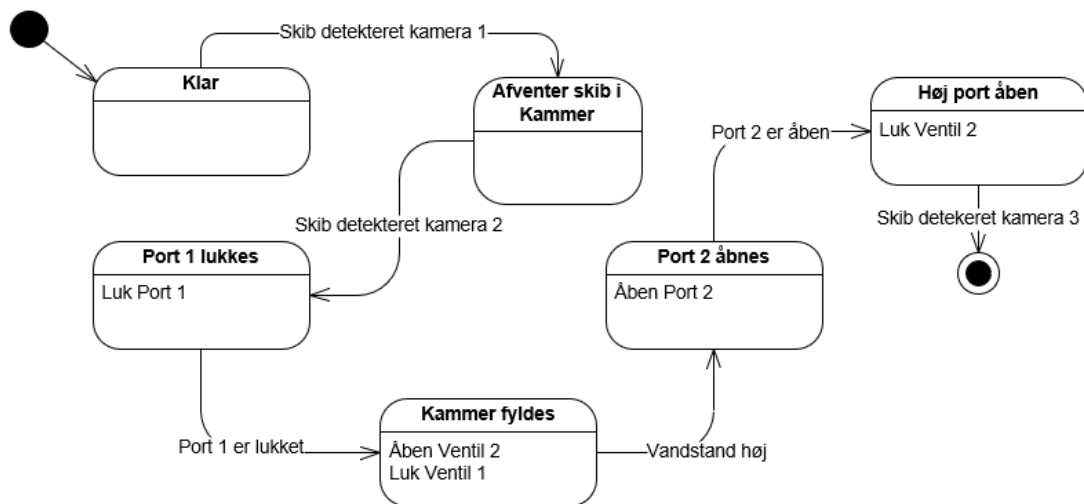 Skib detekteret kamera 1
Klar
Afventer skib i
Kammer
Høj port åben
Luk Ventil 2
Port 2 er åben
Skib detekteret kamera 2
Skib detekeret kamera 3
Port 1 lukkes
Luk Port 1
Port 2 åbnes
Åben Port 2
Kammer fyldes
Åben Ventil 2
Luk Ventil 1
Port 1 er lukket
Vandstand høj